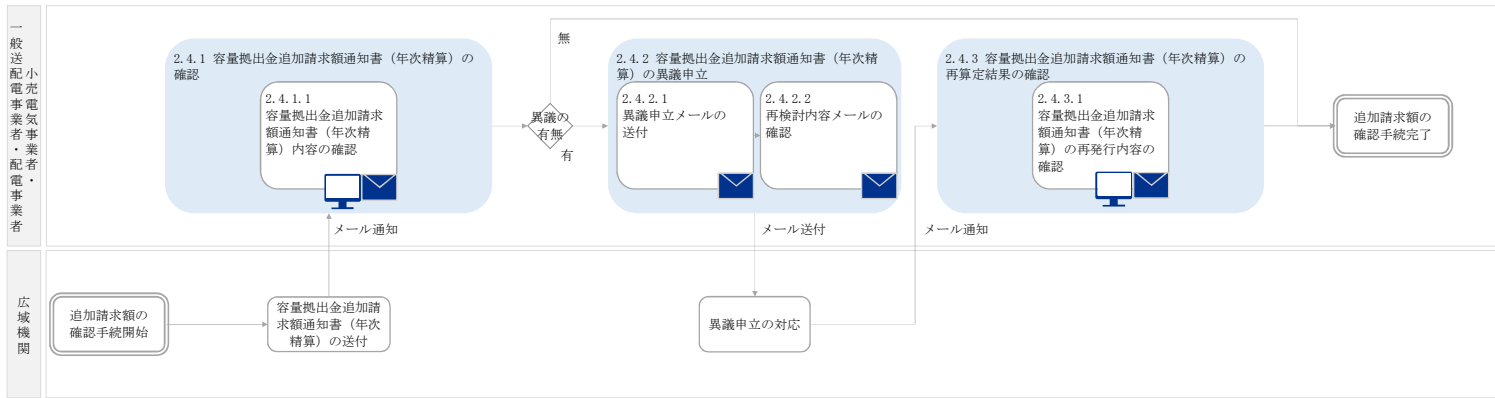 一般送配電事業者・配電事業者
小売電気事業者・
2.4.1 容量拠出金追加請求額通知書（年次精算）の
確認
2.4.1.1
容量拠出金追加請求
額通知書（年次精
算）内容の確認
無
異議の
有無
有
2.4.2 容量拠出金追加請求額通知書（年次精
算）の異議申立
2.4.2.1
異議申立メールの
送付
2.4.2.2
再検討内容メールの
確認
2.4.3 容量拠出金追加請求額通知書（年次精算）の
再算定結果の確認
2.4.3.1
容量拠出金追加請求
額通知書（年次精
算）の再発行内容の
確認
追加請求額の
確認手続完了
メール通知
メール送付
メール通知
広域機関
追加請求額の
確認手続開始
容量拠出金追加請
求額通知書（年次
精算）の送付
異議申立の対応